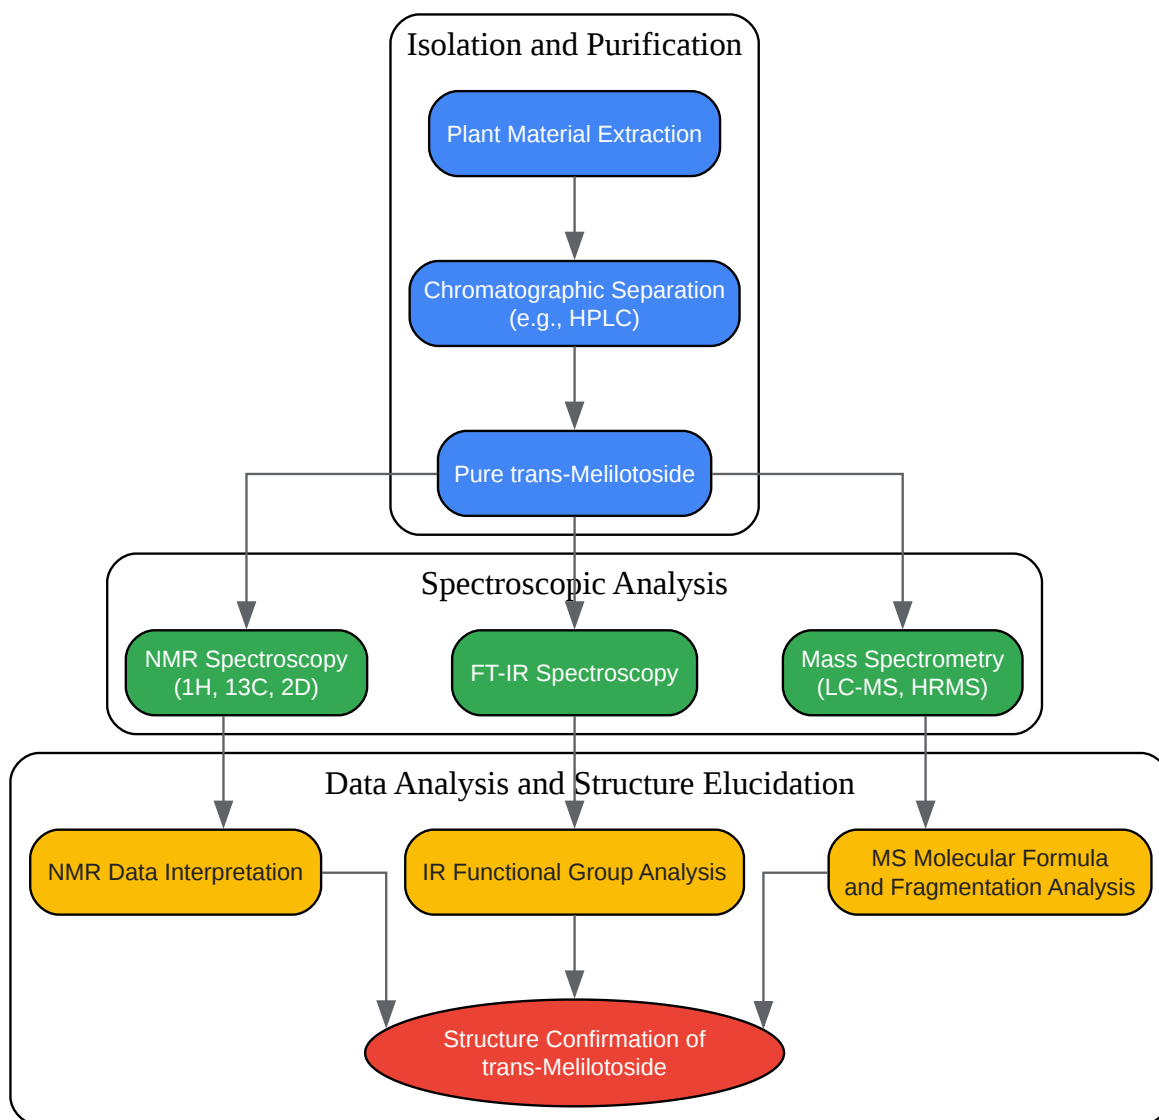 Isolation and Purification
Plant Material Extraction
Chromatographic Separation
(e.g., HPLC)
Pure trans-Melilotoside
Spectroscopic Analysis
NMR Spectroscopy
(1H, 13C, 2D)
FT-IR Spectroscopy
Mass Spectrometry
(LC-MS, HRMS)
Data Analysis and Structure Elucidation
NMR Data Interpretation
IR Functional Group Analysis
MS Molecular Formula
and Fragmentation Analysis
Structure Confirmation of
trans-Melilotoside